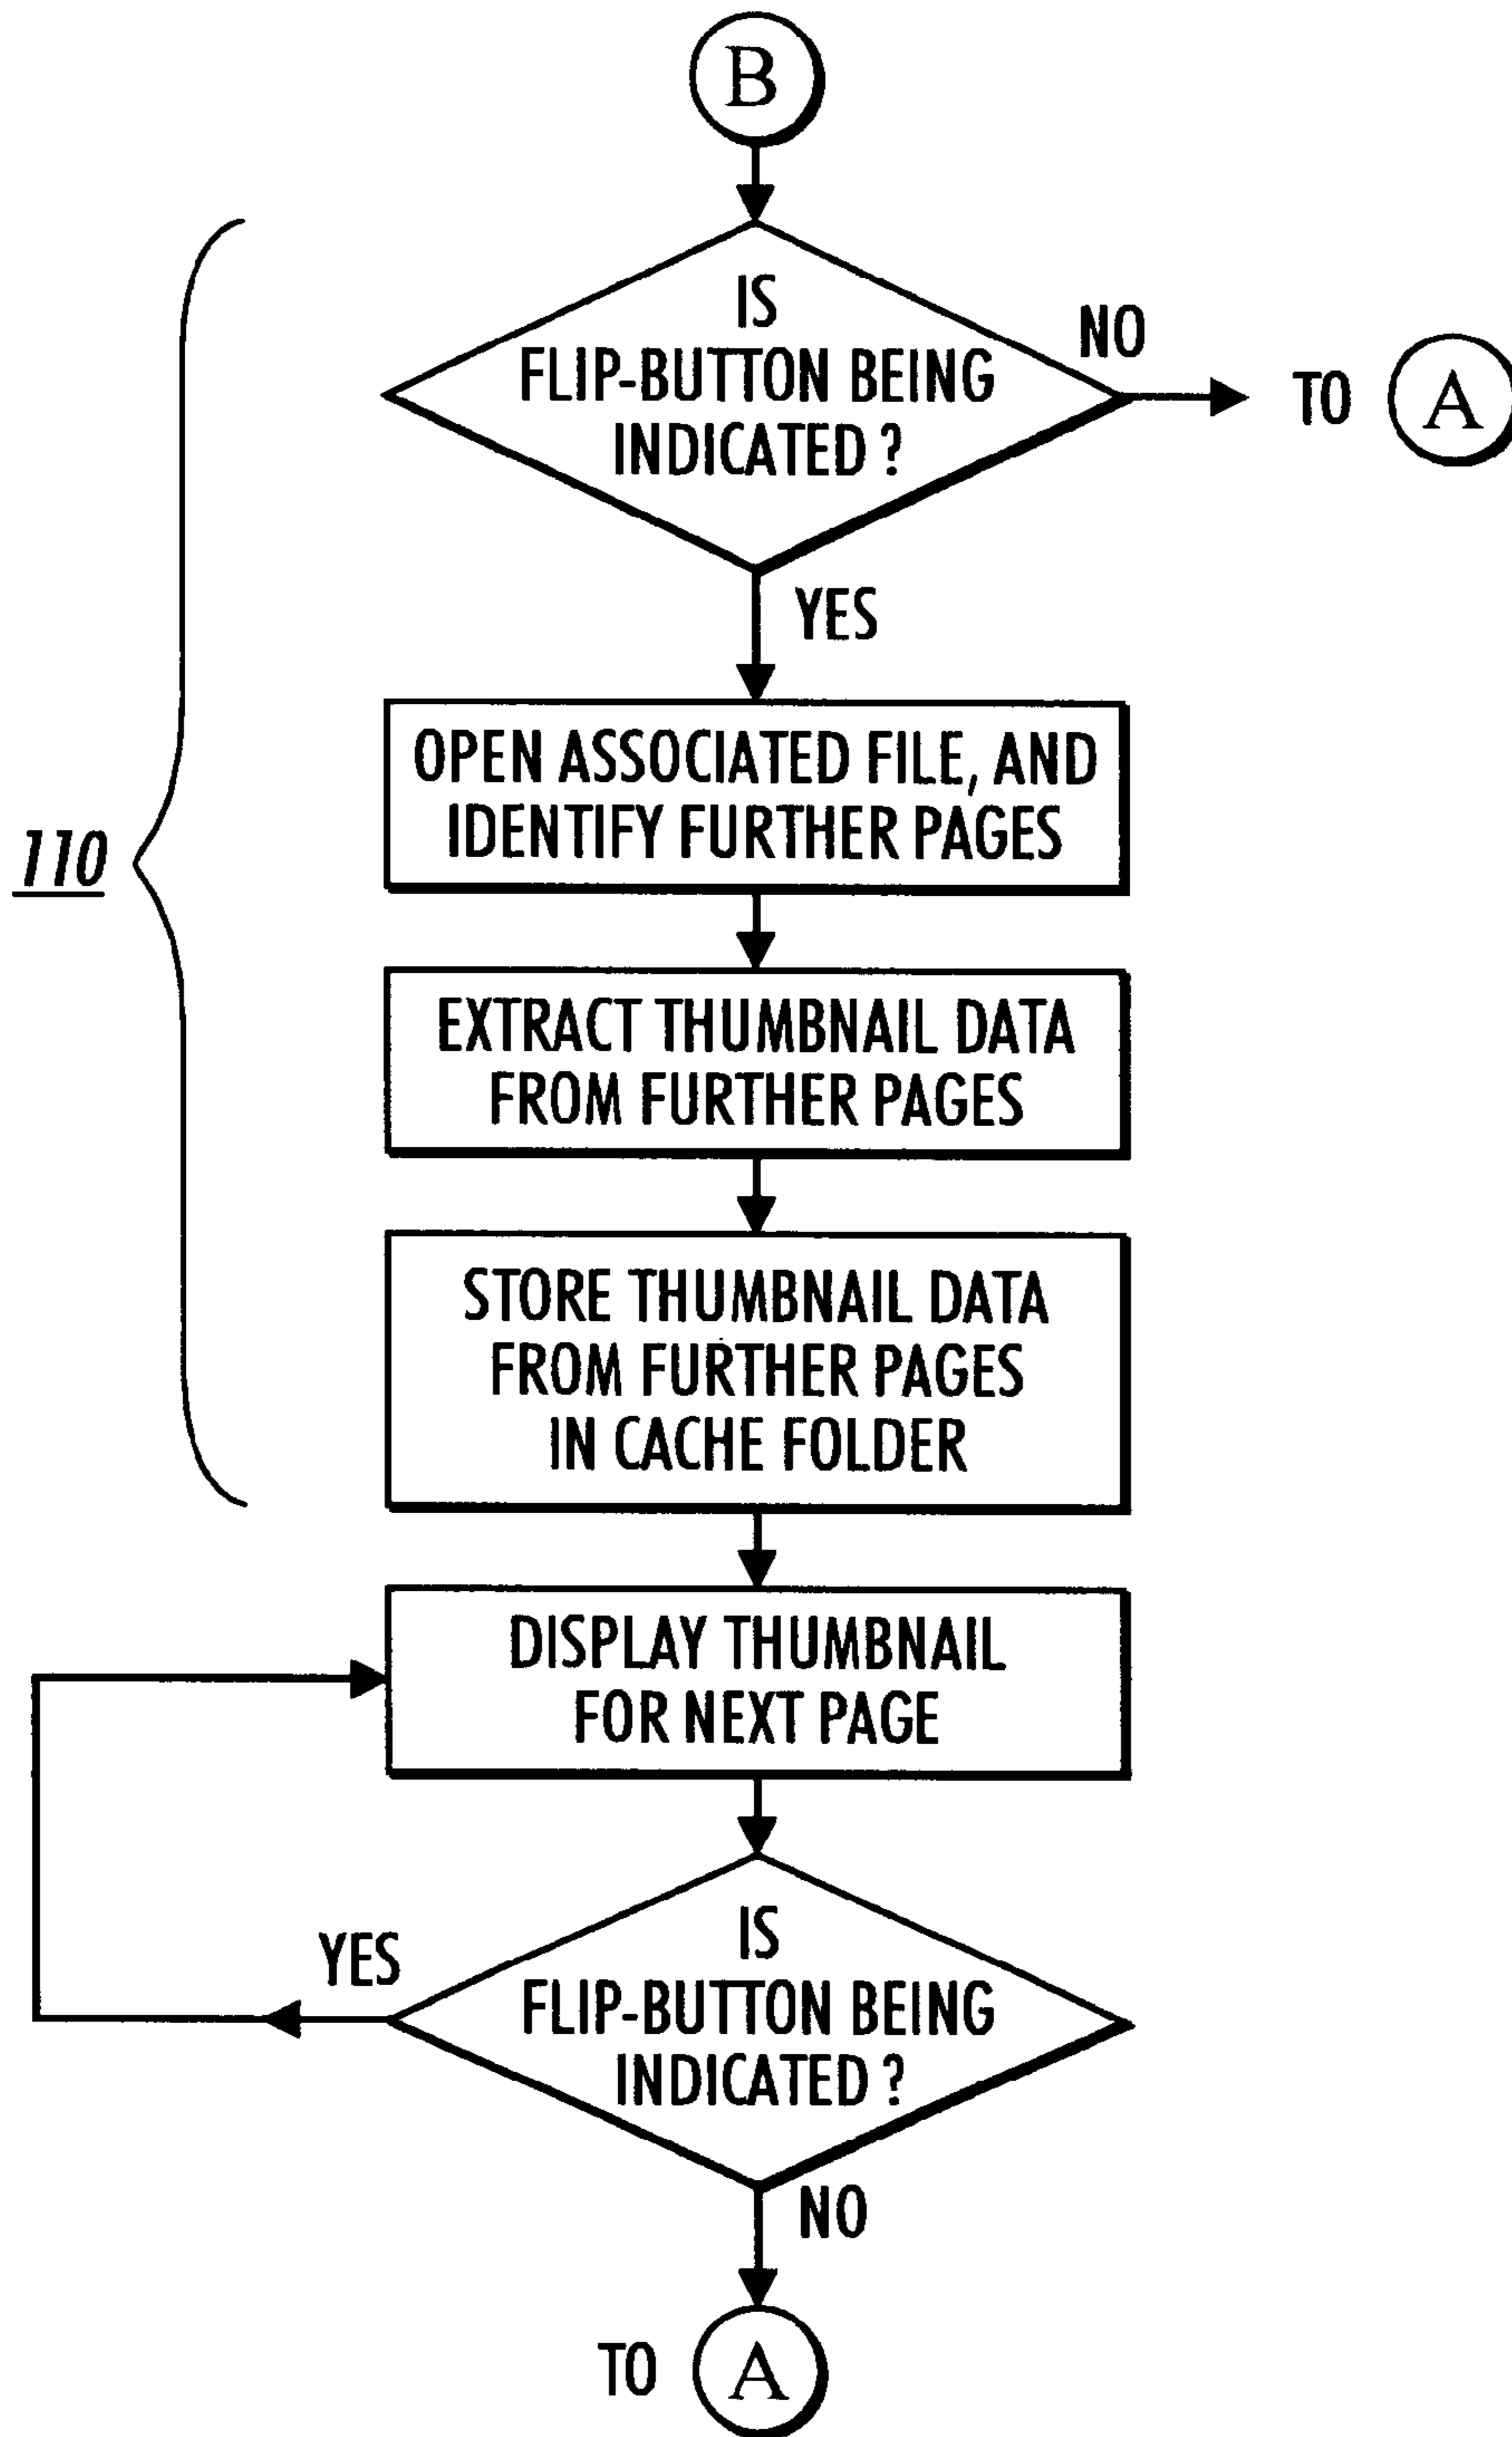 B
IS
FLIP-BUTTON BEING
INDICATED ?
NO
TO A
YES
OPEN ASSOCIATED FILE, AND
IDENTIFY FURTHER PAGES
110
EXTRACT THUMBNAIL DATA
FROM FURTHER PAGES
STORE THUMBNAIL DATA
FROM FURTHER PAGES
IN CACHE FOLDER
DISPLAY THUMBNAIL
FOR NEXT PAGE
YES
IS
FLIP-BUTTON BEING
INDICATED ?
NO
TO A